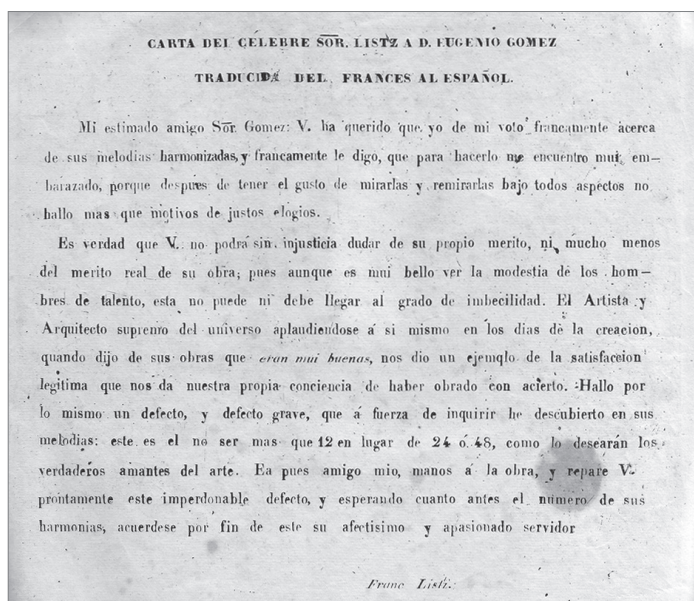 CARTA DEL CÉLEBRE SOR. LISTZ A D. EUGENIO GOMEZ
TRADUCIDA DEL FRANCES AL ESPAÑOL.
Mi estimado amigo Sor. Gomez: V. ha querido que yo de mi voto francamente acerca
de sus melodias harmonizadas, y francamente le digo, que para hacerlo me encuentro mui em-
barazado, porque despues de tener el gusto de mirarlas y remirarlas bajo todos aspectos no
hallo mas que motivos de justos elogios.
Es verdad que V. no podrá sin injusticia dudar de su propio merito, ni mucho menos
del merito real de su obra; pues aunque es mui bello ver la modestia de los hom-
bres de talento, esta no puede ni debe llegar al grado de imbecilidad. El Artista y
Arquitecto supremo del universo aplaudiendose á si mismo en los dias de la creacion,
quando dijo de sus obras que eran mui buenas, nos dio un ejemqlo de la satisfaccion
legitima que nos da nuestra propia conciencia de haber obrado con acierto. Hallo por
lo mismo un defecto, y defecto grave, que á fuerza de inquirir he descubierto en sus
melodias: este es el no ser mas que 12 en lugar de 24 ó 48, como lo desearán los
verdaderos amantes del arte. Ea pues amigo mio, manos á la obra, y repare V.
prontamente este imperdonable defecto, y esperando cuanto antes el número de sus
harmonias, acuerdese por fin de este su afectisimo y apasionado servidor
Franc Listz.